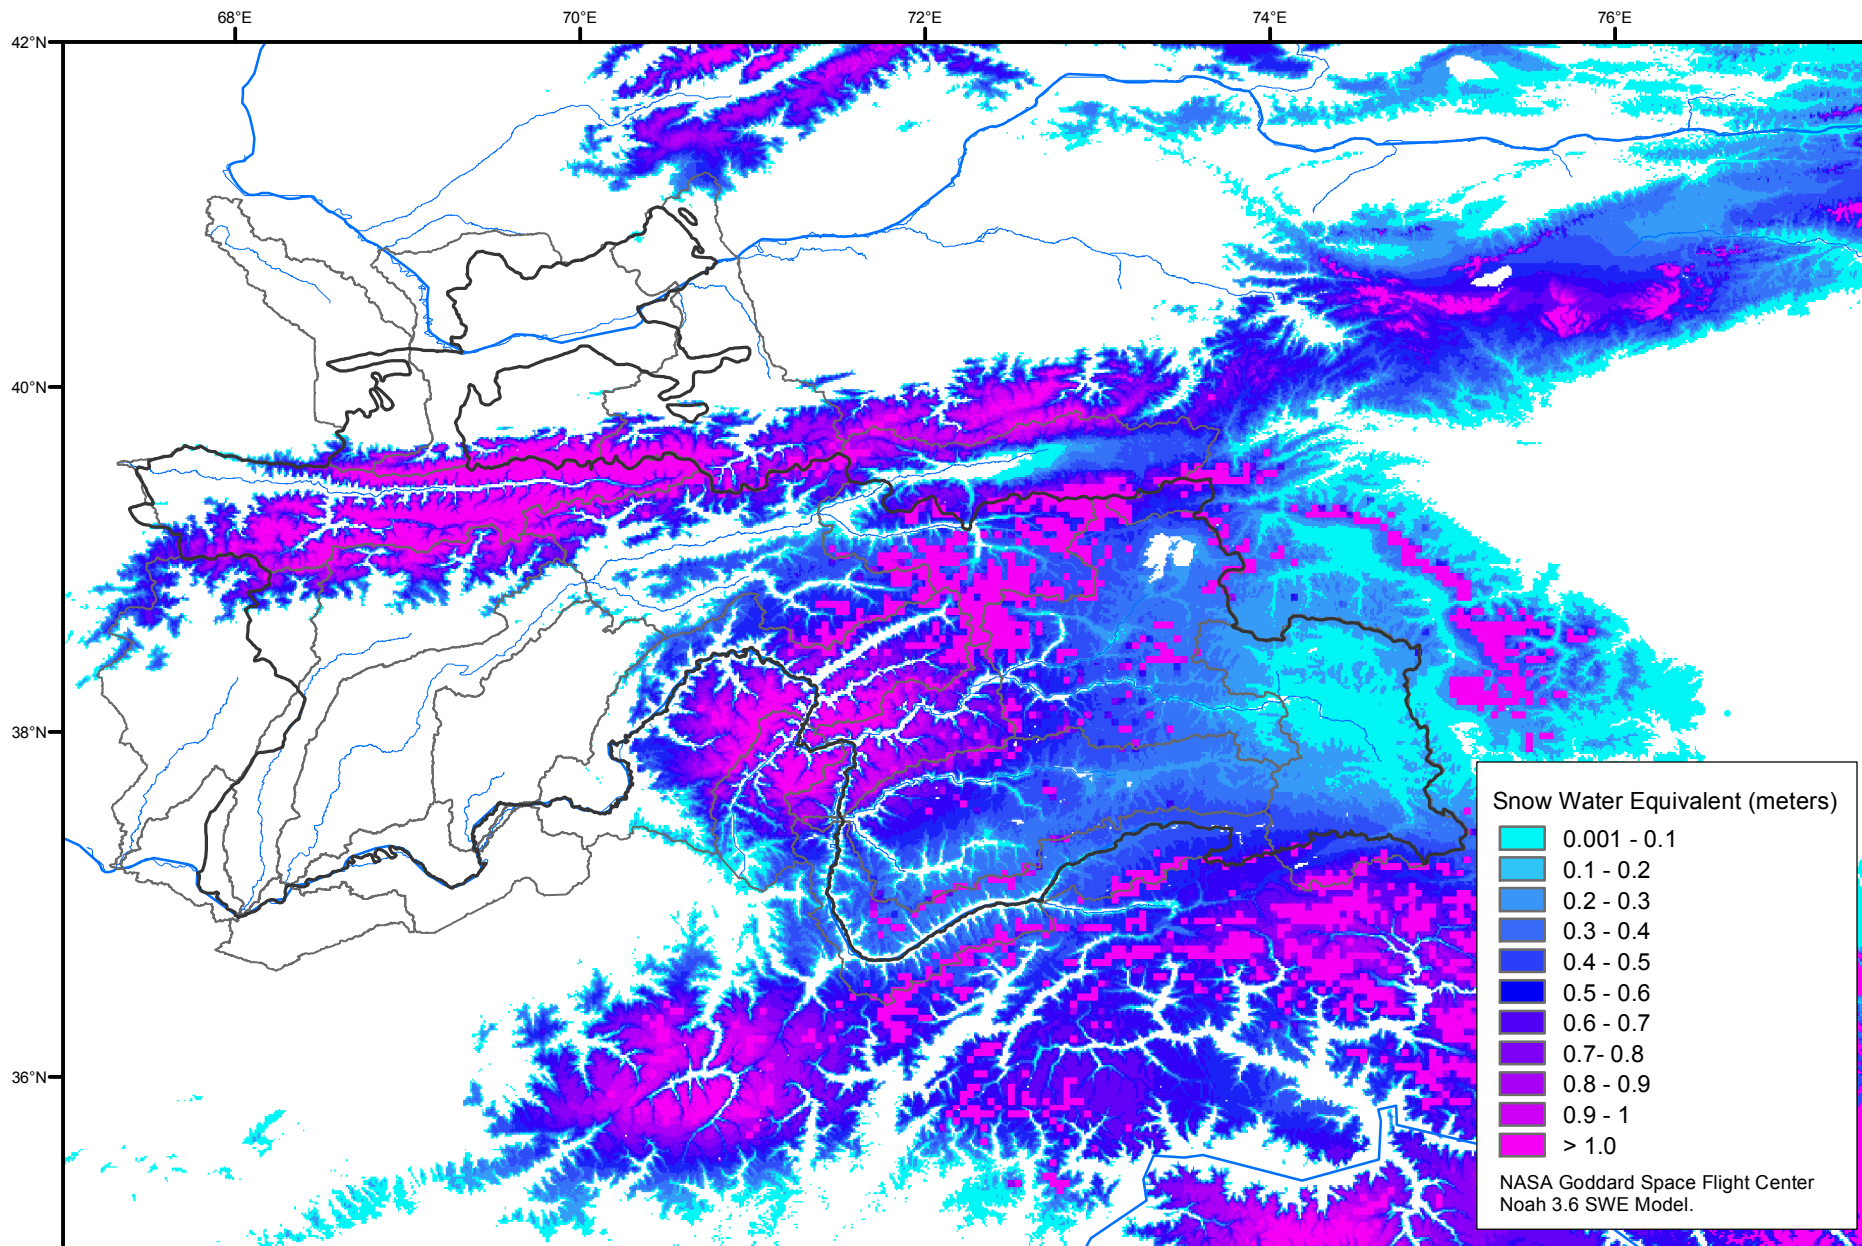 68°E 70°E 72°E 74°E 76°E
42°N
40°N
38°N
36°N
Snow Water Equivalent (meters)
0.001 - 0.1
0.1 - 0.2
0.2 - 0.3
0.3 - 0.4
0.4 - 0.5
0.5 - 0.6
0.6 - 0.7
0.7- 0.8
0.8 - 0.9
0.9 - 1
> 1.0
NASA Goddard Space Flight Center
Noah 3.6 SWE Model.